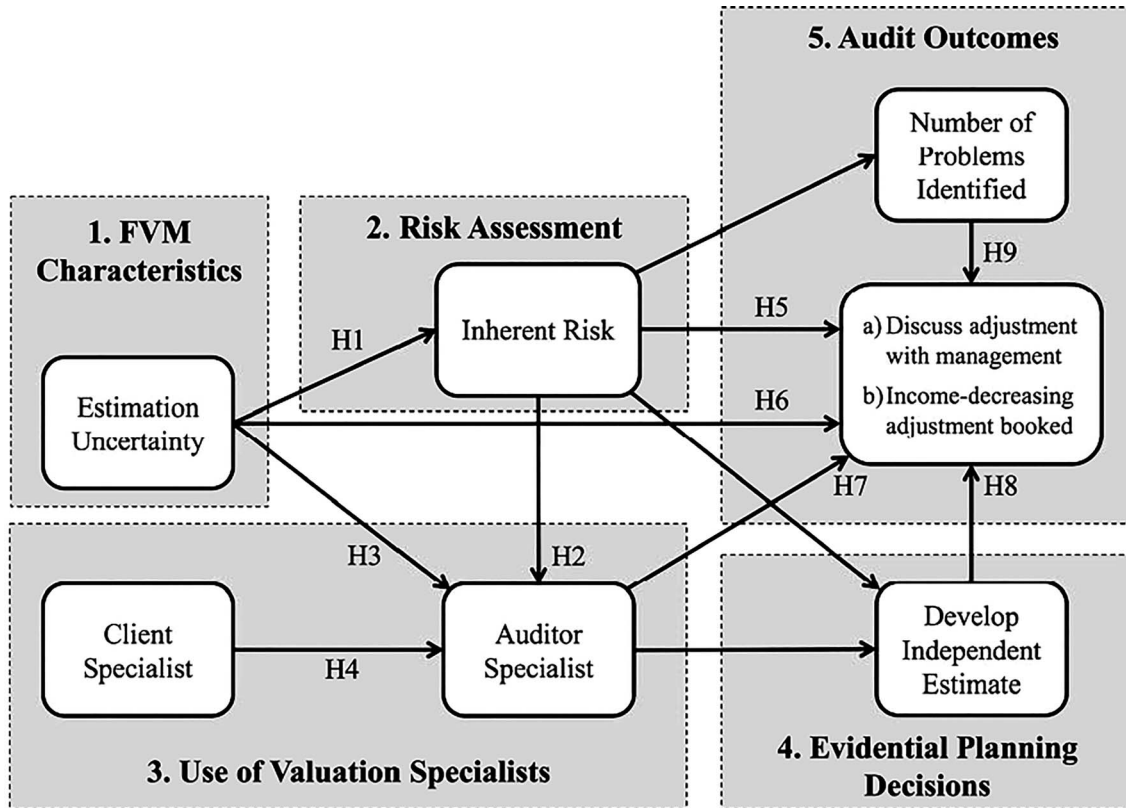 5. Audit Outcomes
Number of
Problems
Identified
H9
a) Discuss adjustment
with management
b) Income-decreasing
adjustment booked
1. FVM
Characteristics
Estimation
Uncertainty
2. Risk Assessment
Inherent Risk
H1
H5
H6
H3
H2
H7
H8
Client
Specialist
H4
Auditor
Specialist
3. Use of Valuation Specialists
Develop
Independent
Estimate
4. Evidential Planning
Decisions